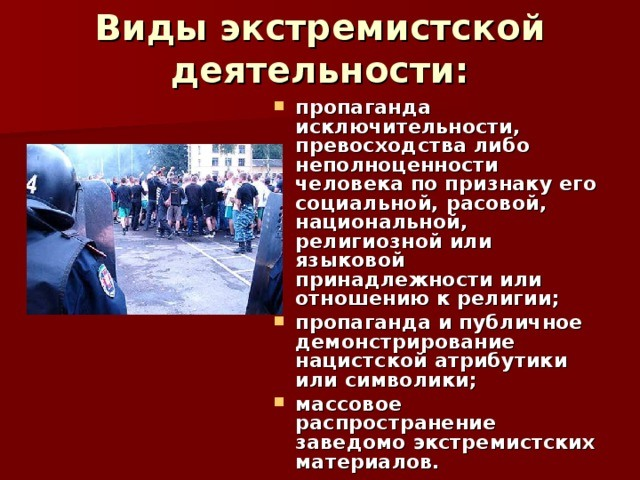 Виды экстремистской
деятельности:
пропаганда
исключительности,
превосходства либо
неполноценности
человека по признаку его
социальной, расовой,
национальной,
религиозной или
языковой
принадлежности или
отношению к религии;
пропаганда и публичное
демонстрирование
нацистской атрибутики
или символики;
массовое
распространение
заведомо экстремистских
материалов.
4